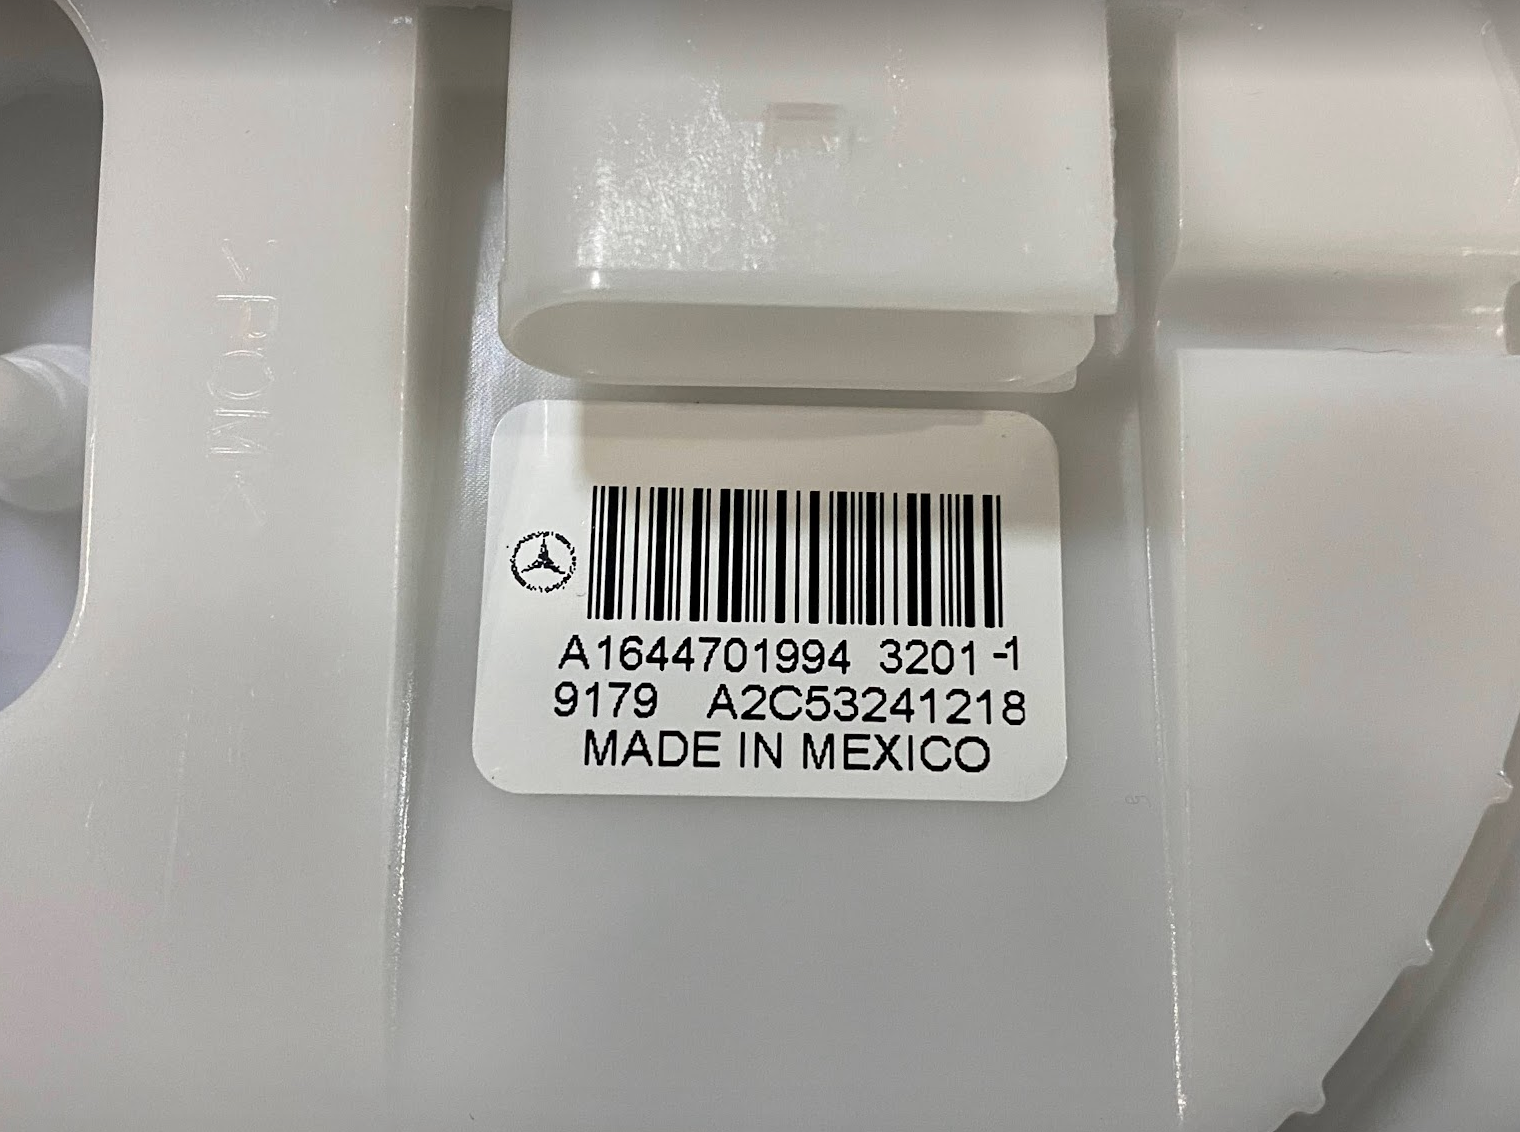 >POM<
A1644701994 3201 -1
9179 A2C53241218
MADE IN MEXICO